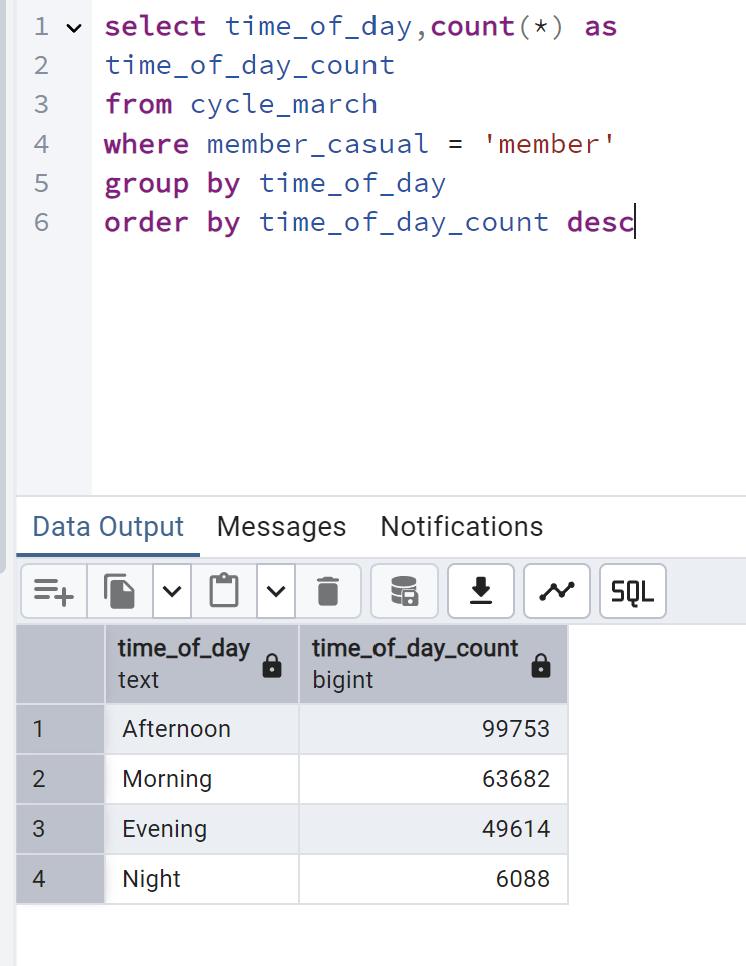 1 select time_of_day,count(*) as
2 time_of_day_count
3 from cycle_march
4 where member_casual = 'member'
5 group by time_of_day
6 order by time_of_day_count desc
Data Output Messages Notifications
SQL
time_of_day time_of_day_count
text bigint
1 Afternoon 99753
2 Morning 63682
3 Evening 49614
4 Night 6088